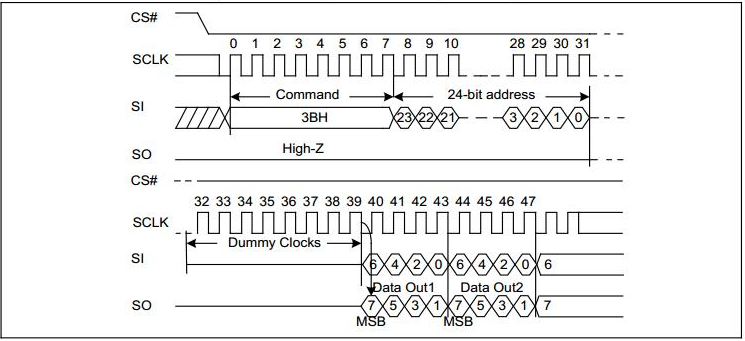 CS#
0 1 2 3 4 5 6 7 8 9 10 28 29 30 31
SCLK
Command 24-bit address
SI 3BH 23 22 21 3 2 1 0
SO High-Z
CS#
32 33 34 35 36 37 38 39 40 41 42 43 44 45 46 47
SCLK
Dummy Clocks
SI 6 4 2 0 6 4 2 0 6
Data Out1 Data Out2
SO 7 5 3 1 7 5 3 1 7
MSB MSB